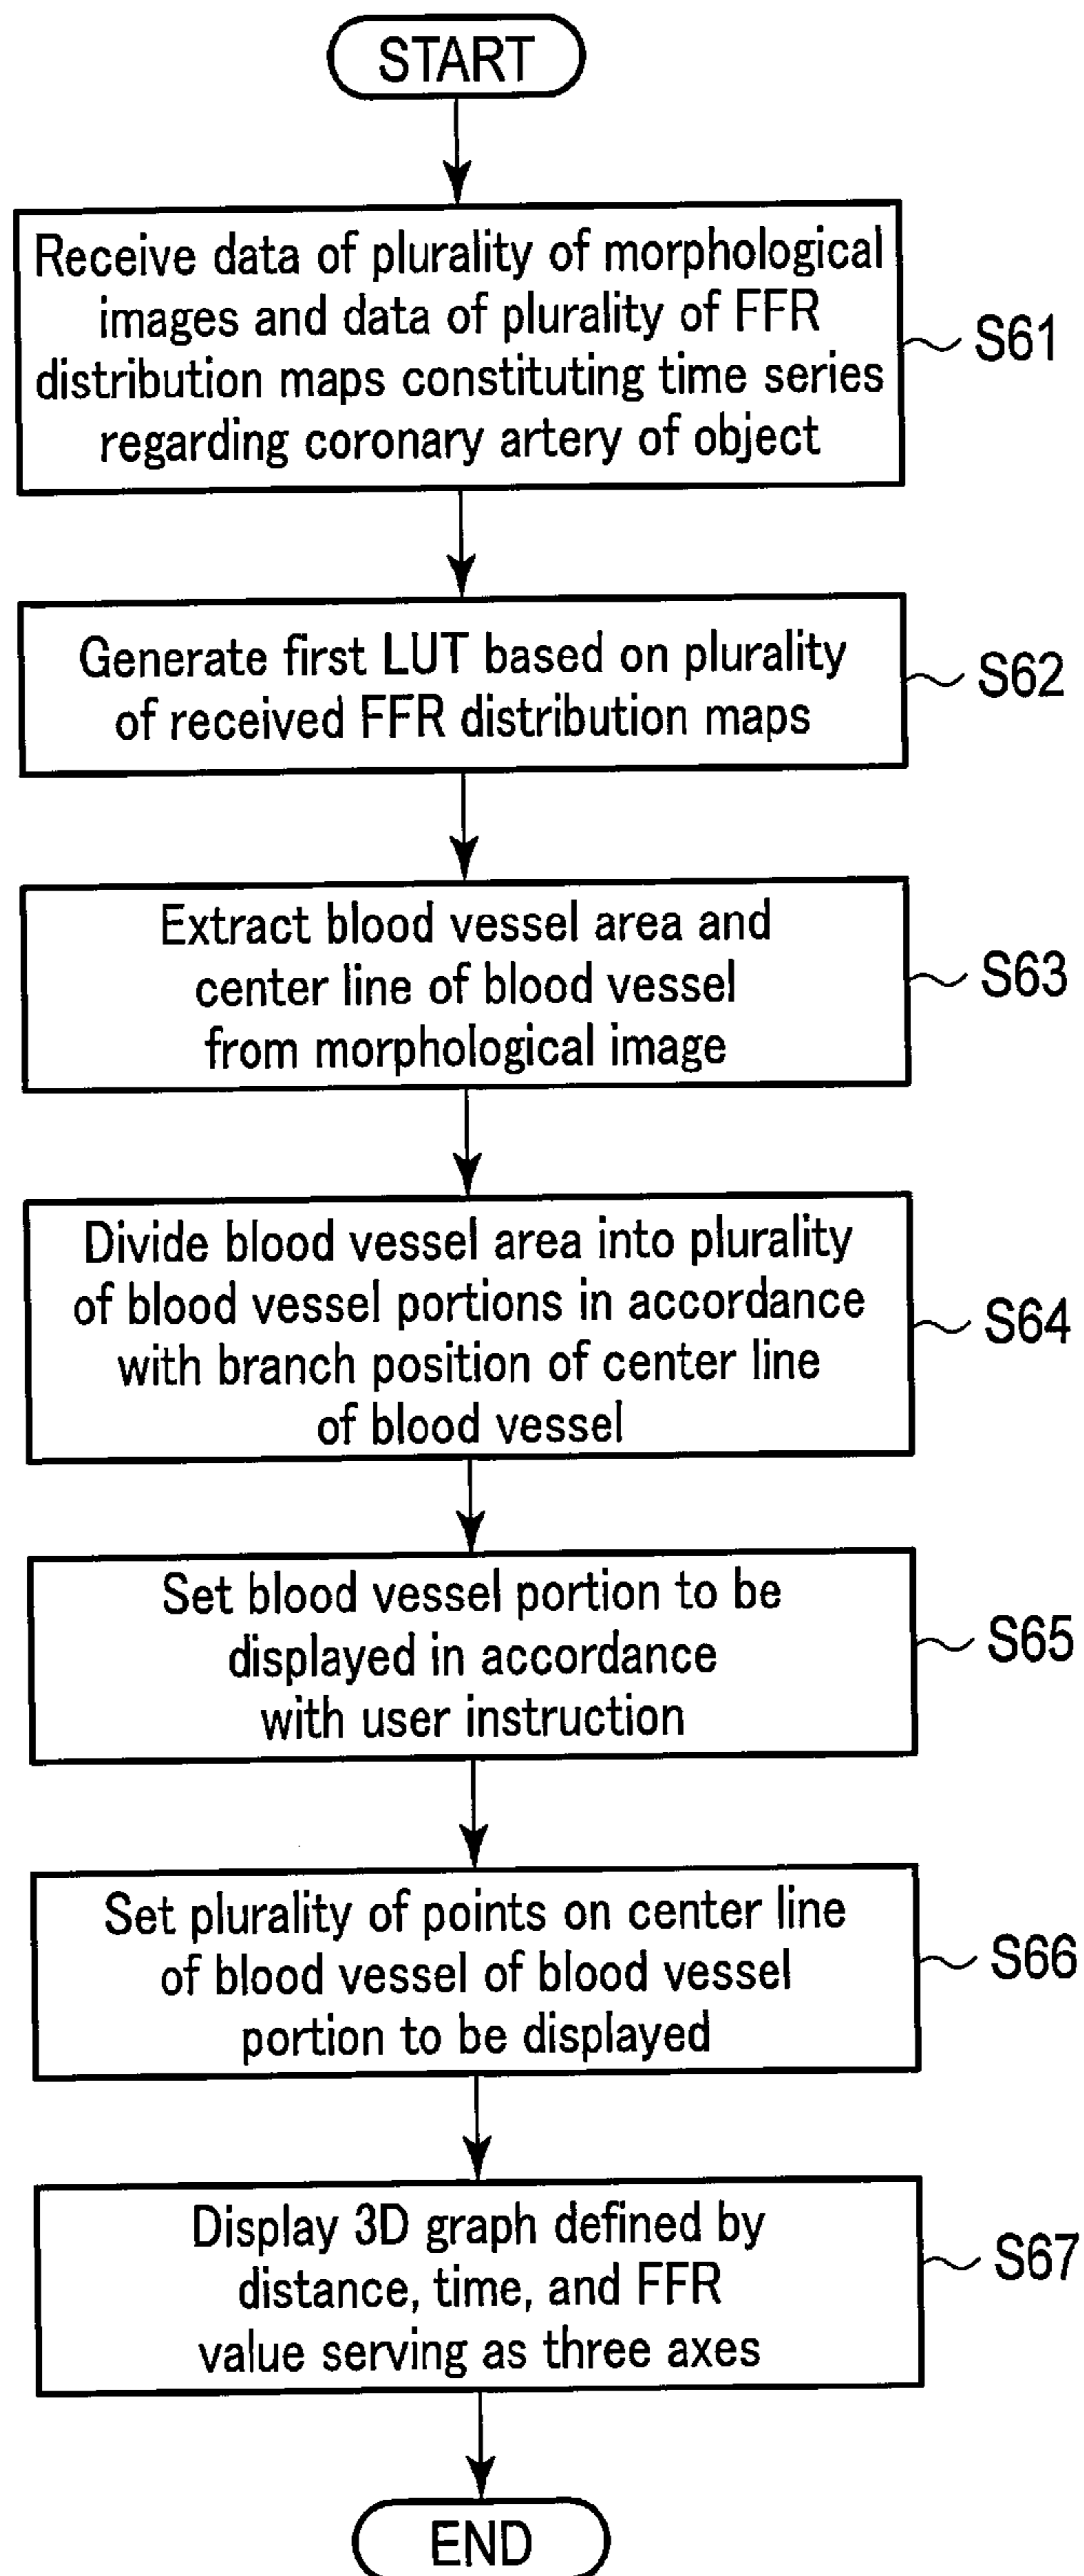 START
Receive data of plurality of morphological
images and data of plurality of FFR
distribution maps constituting time series
regarding coronary artery of object
S61
Generate first LUT based on plurality
of received FFR distribution maps
S62
Extract blood vessel area and
center line of blood vessel
from morphological image
S63
Divide blood vessel area into plurality
of blood vessel portions in accordance
with branch position of center line
of blood vessel
S64
Set blood vessel portion to be
displayed in accordance
with user instruction
S65
Set plurality of points on center line
of blood vessel of blood vessel
portion to be displayed
S66
Display 3D graph defined by
distance, time, and FFR
value serving as three axes
S67
END